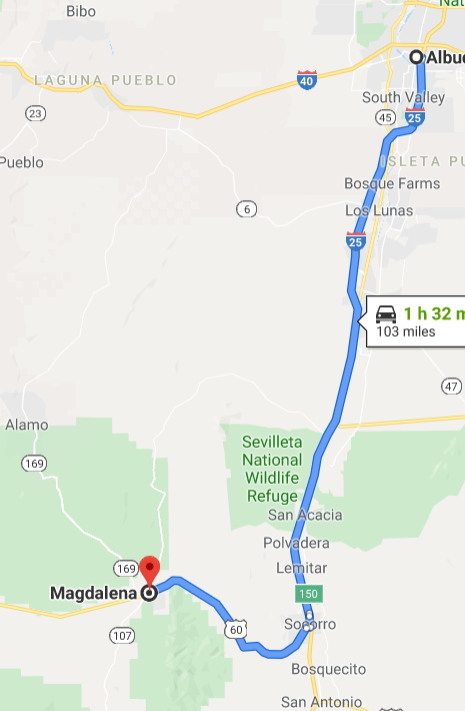 Nat
Bibo
Albu
LAGUNA PUEBLO
40
South Valley
23
45
25
Pueblo
ISLETA PU
Bosque Farms
6
Los Lunas
25
1 h 32 m
103 miles
47
Alamo
Sevilleta
National
Wildlife
Refuge
169
San Acacia
Polvadera
169
Lemitar
Magdalena
150
Socorro
60
107
Bosquecito
San Antonio